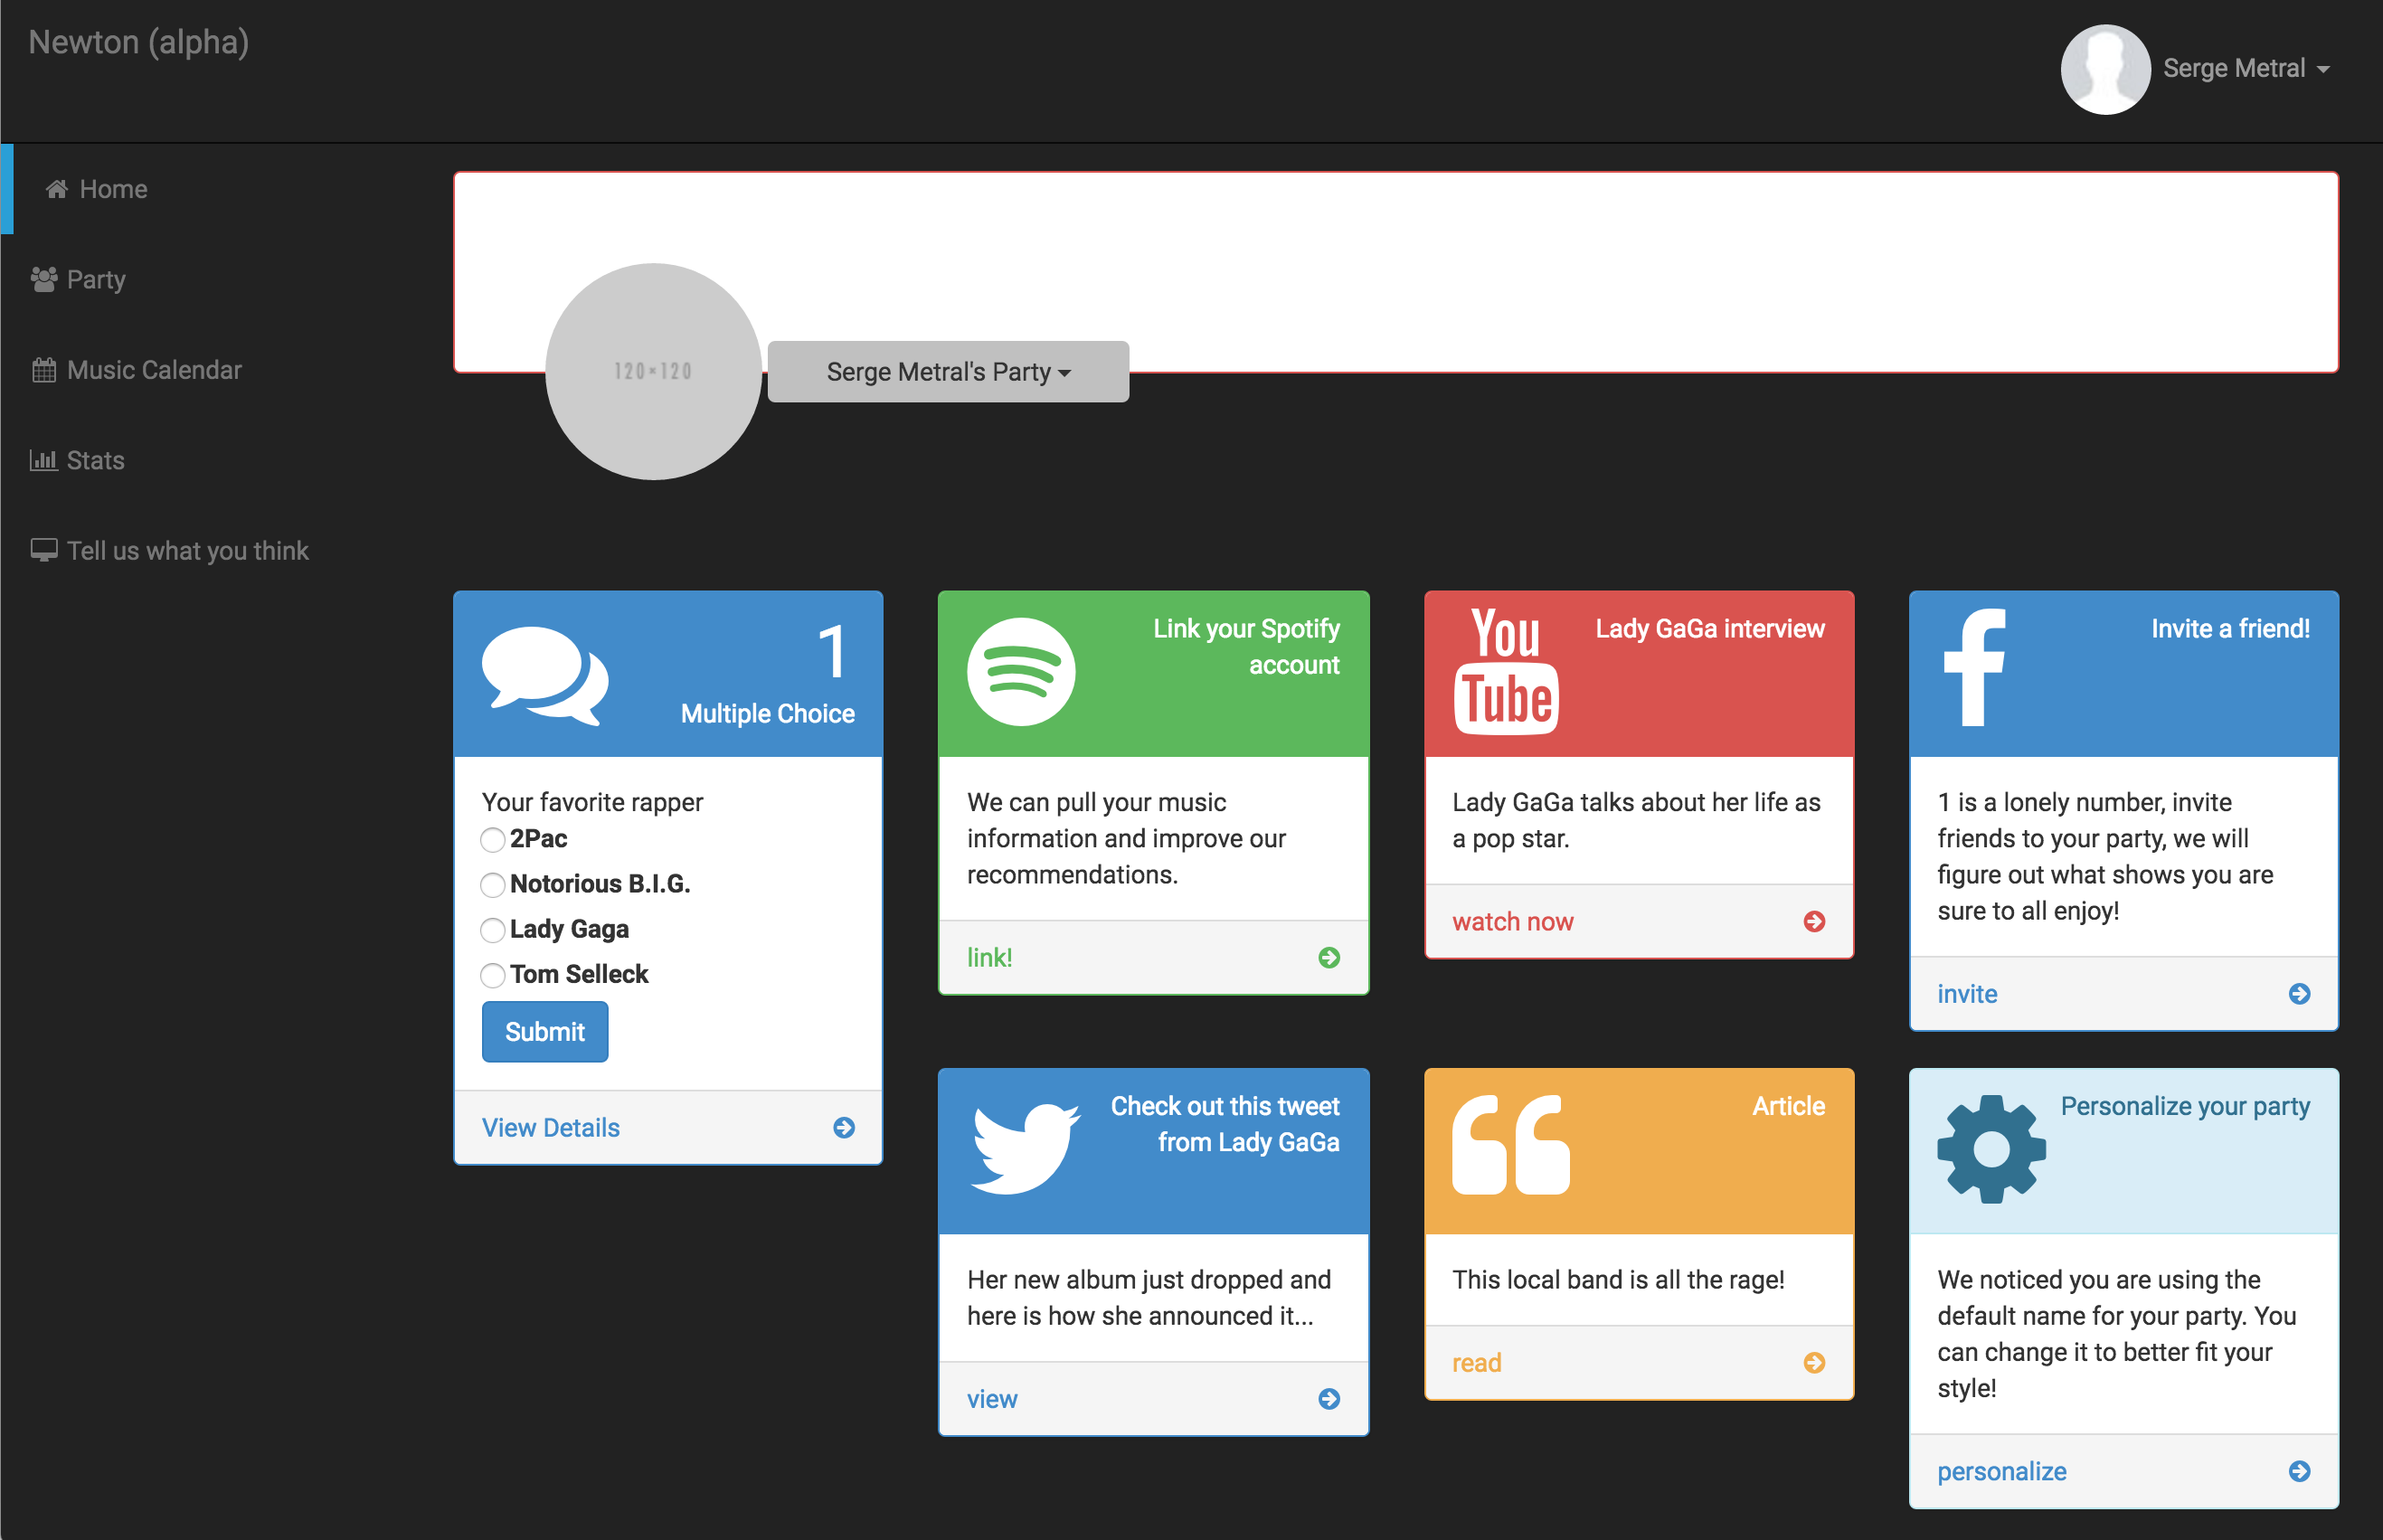 Newton (alpha)
Serge Metral
Home
Party
Music Calendar
Stats
Tell us what you think
120×120
Serge Metral's Party
1
Multiple Choice
Your favorite rapper
2Pac
Notorious B.I.G.
Lady Gaga
Tom Selleck
Submit
View Details
Link your Spotify
account
We can pull your music
information and improve our
recommendations.
link!
You
Tube
Lady GaGa interview
Lady GaGa talks about her life as
a pop star.
watch now
Invite a friend!
1 is a lonely number, invite
friends to your party, we will
figure out what shows you are
sure to all enjoy!
invite
Check out this tweet
from Lady GaGa
Her new album just dropped and
here is how she announced it...
view
Article
This local band is all the rage!
read
Personalize your party
We noticed you are using the
default name for your party. You
can change it to better fit your
style!
personalize